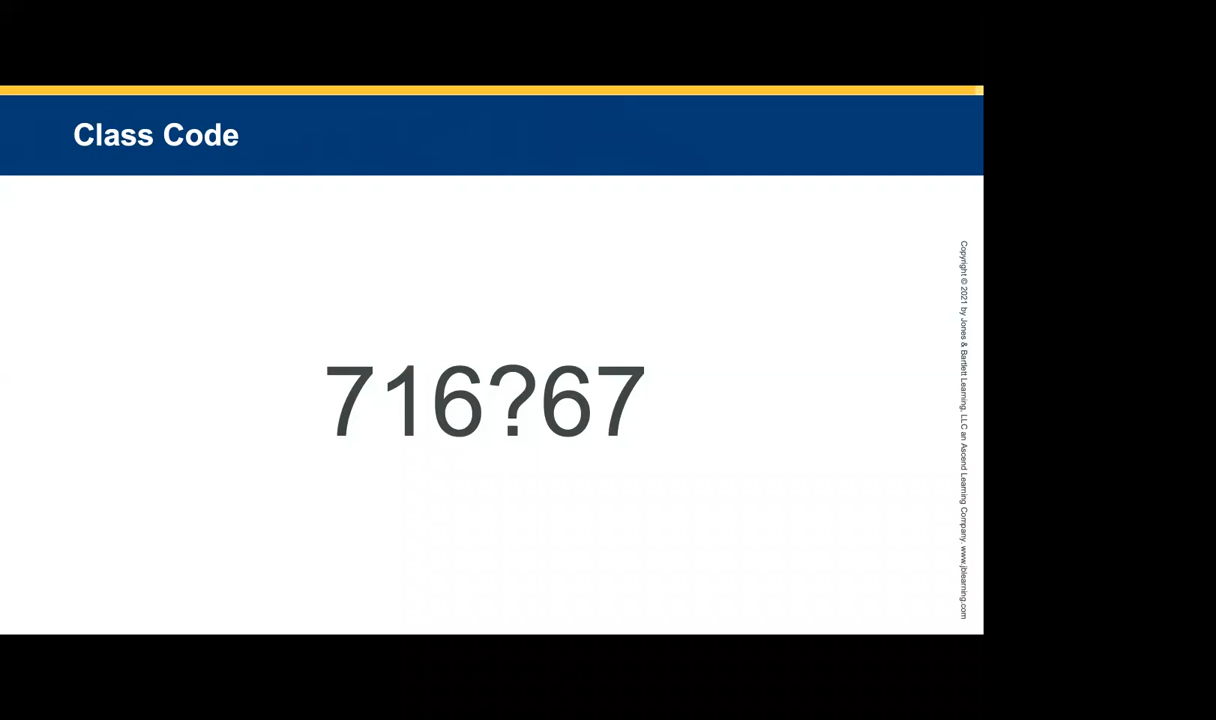 Class Code
716?67
Copyright © 2021 by Jones & Bartlett Learning, LLC an Ascend Learning Company. www.jblearning.com